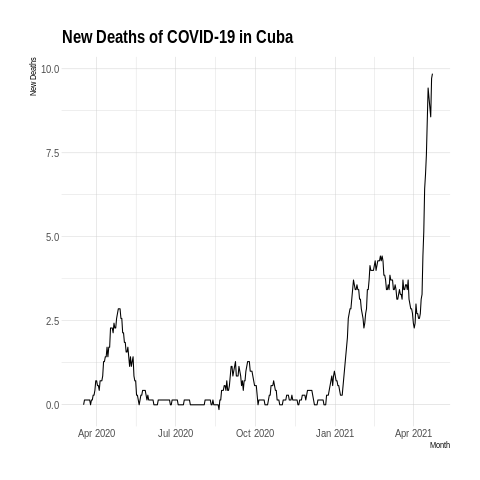 New Deaths of COVID-19 in Cuba
New Deaths
10.0
7.5
5.0
2.5
0.0
Apr 2020 Jul 2020 Oct 2020 Jan 2021 Apr 2021
Month